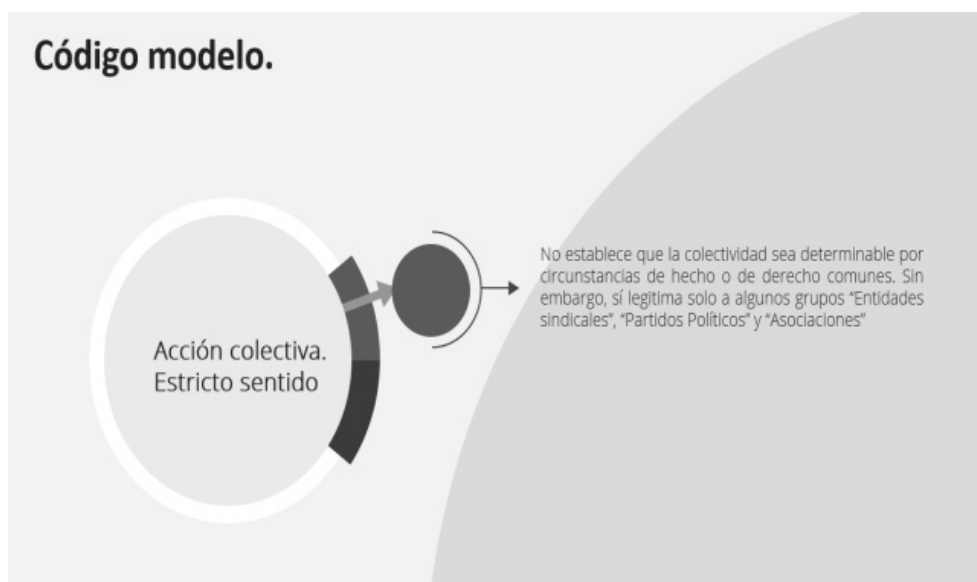 Código modelo.
Acción colectiva.
Estricto sentido
No establece que la colectividad sea determinable por
circunstancias de hecho o de derecho comunes. Sin
embargo, sí legitima solo a algunos grupos “Entidades
sindicales”, “Partidos Políticos” y “Asociaciones”